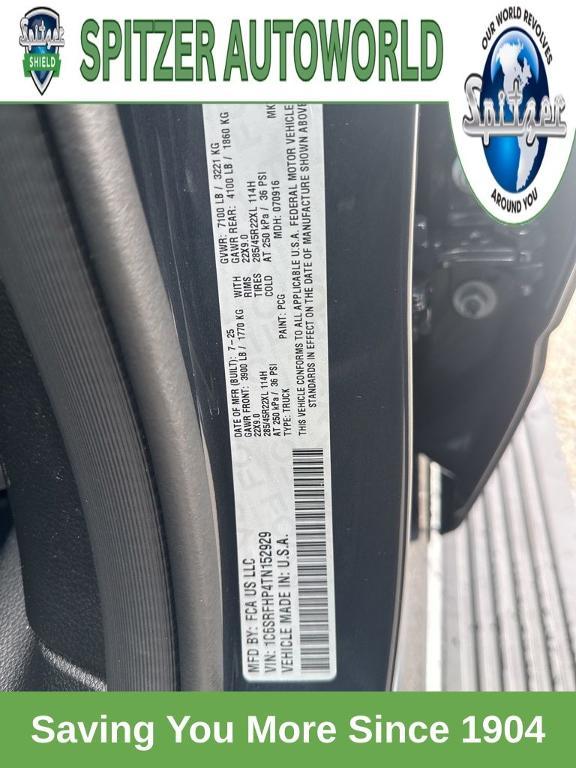 Spitzer
SHIELD
SPITZER AUTOWORLD
OUR WORLD REVOLVES
Spitzer
AROUND YOU
MFD.BY: FCA US LLC
VIN: 1C6SRFHP4TN152929
VEHICLE MADE IN: U.S.A.
DATE OF MFR (BUILT): 7-25
GVWR: 7100 LB / 3221 KG
GAWR FRONT: 3900 LB / 1770 KG WITH GAWR REAR: 4100 LB / 1860 KG
22X9.0 RIMS 22X9.0
285/45R22XL 114H TIRES 285/45R22XL 114H
AT 250 kPa / 36 PSI COLD AT 250 kPa / 36 PSI
TYPE: TRUCK PAINT: PCG MDH: 070916 MK
THIS VEHICLE CONFORMS TO ALL APPLICABLE U.S.A. FEDERAL MOTOR VEHICLE
STANDARDS IN EFFECT ON THE DATE OF MANUFACTURE SHOWN ABOVE
Saving You More Since 1904